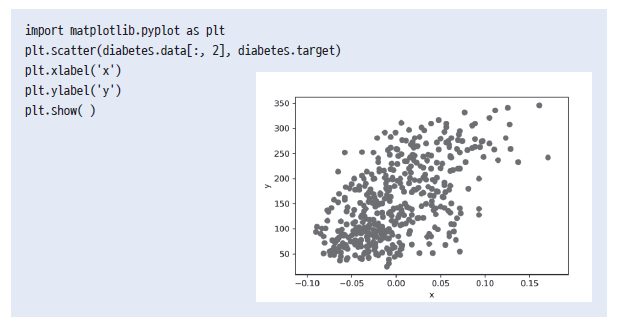 import matplotlib.pyplot as plt
plt.scatter(diabetes.data[:, 2], diabetes.target)
plt.xlabel('x')
plt.ylabel('y')
plt.show( )
350
300
250
200
150
100
50
y
−0.10 −0.05 0.00 0.05 0.10 0.15
x